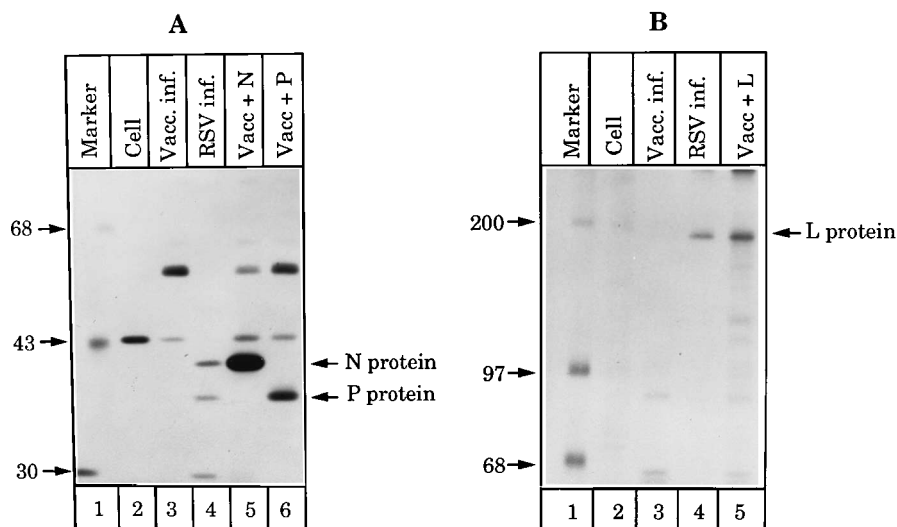 A
Marker
Cell
Vacc. inf.
RSV inf.
Vacc + N
Vacc + P
68
43
N protein
P protein
30
1 2 3 4 5 6
B
Marker
Cell
Vacc. inf.
RSV inf.
Vacc + L
200
L protein
97
68
1 2 3 4 5